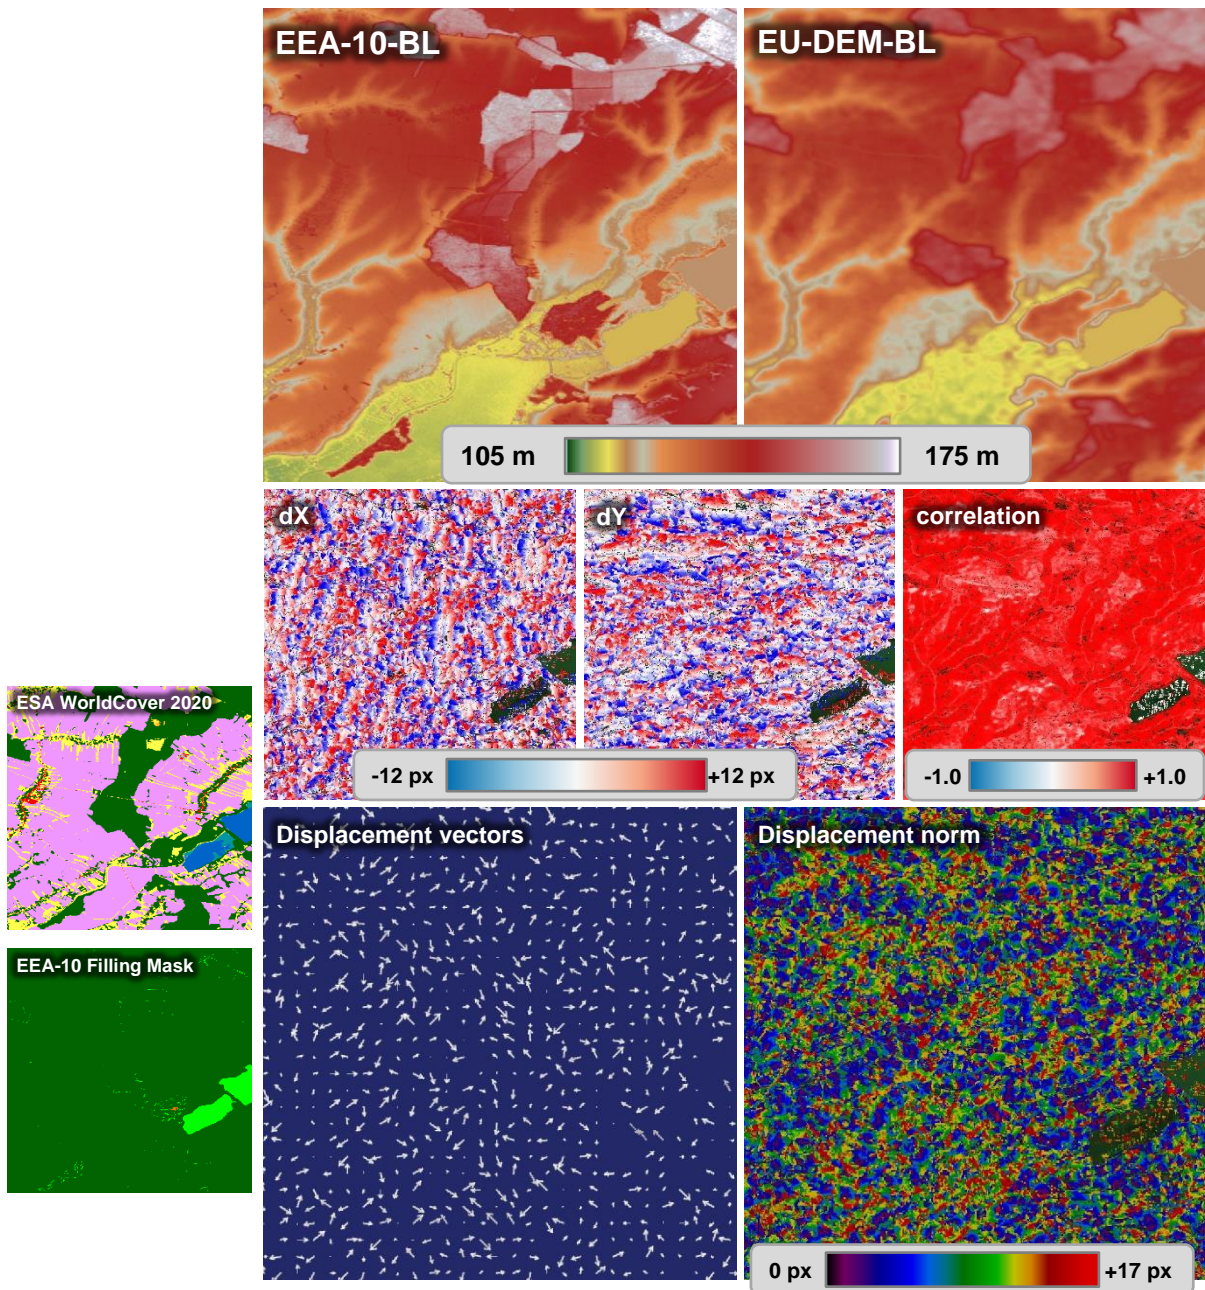 EEA-10-BL
EU-DEM-BL
105 m
175 m
dX
dY
correlation
-12 px
+12 px
-1.0
+1.0
ESA WorldCover 2020
EEA-10 Filling Mask
Displacement vectors
Displacement norm
0 px
+17 px